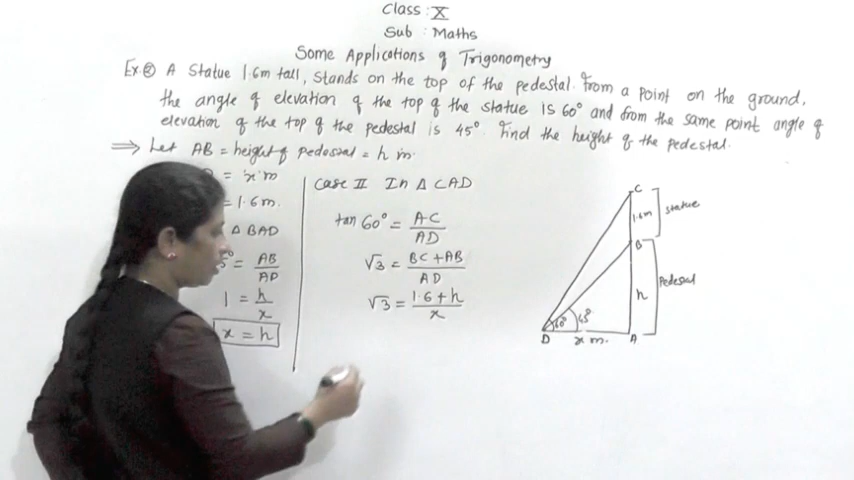 Class : X
Sub : Maths
Some Applications of Trigonometry
Ex.② A Statue 1.6m tall, Stands on the top of the pedestal. From a point on the ground,
the angle of elevation of the top of the statue is 60° and from the same point angle of
elevation of the top of the pedestal is 45°. Find the height of the pedestal.
⟹ Let AB = height of pedestal = h m.
= x m
= 1.6m.
Δ BAD
5° = AB/AD
1 = h/x
x = h
Case II In Δ CAD
tan 60° = AC/AD
√3 = BC + AB/AD
√3 = 1.6 + h/x
C
1.6m
Statue
B
h
Pedestal
60°
45°
D
x m.
A